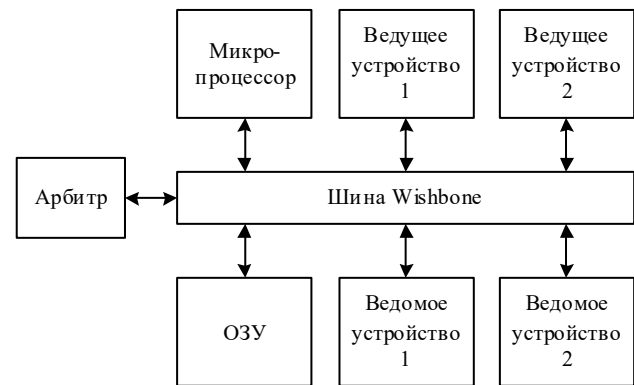 Микро-
процессор
Ведущее
устройство
1
Ведущее
устройство
2
Арбитр
Шина Wishbone
ОЗУ
Ведомое
устройство
1
Ведомое
устройство
2